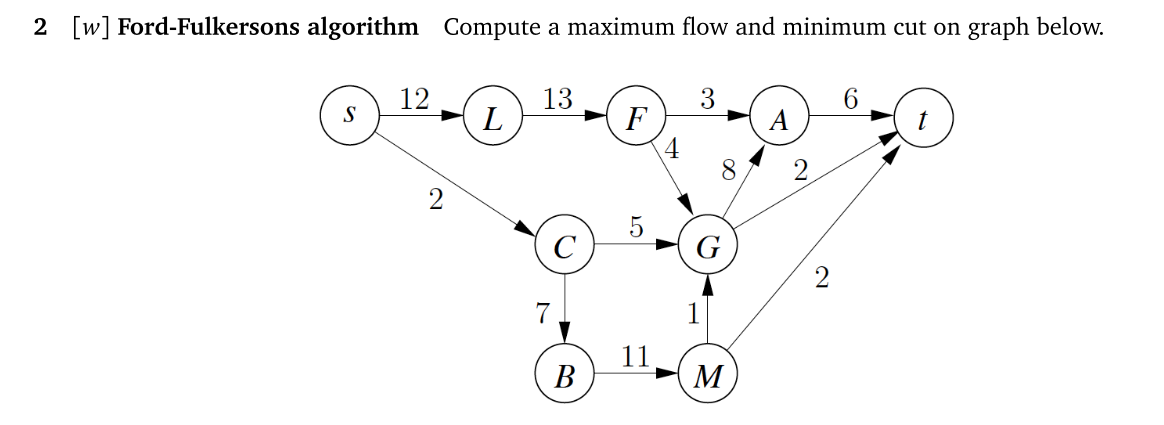 2 [w] Ford-Fulkersons algorithm Compute a maximum flow and minimum cut on graph below.
12 13 3 6
s L F A t
4
8 2
2
5
C G
2
7 1
11
B M